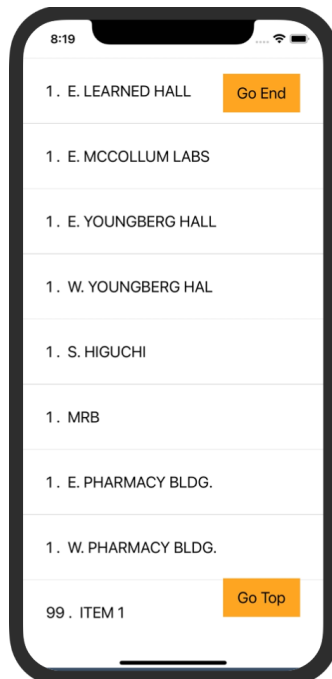 8:19
1. E. LEARNED HALL
Go End
1. E. MCCOLLUM LABS
1. E. YOUNGBERG HALL
1. W. YOUNGBERG HAL
1. S. HIGUCHI
1. MRB
1. E. PHARMACY BLDG.
1. W. PHARMACY BLDG.
Go Top
99. ITEM 1